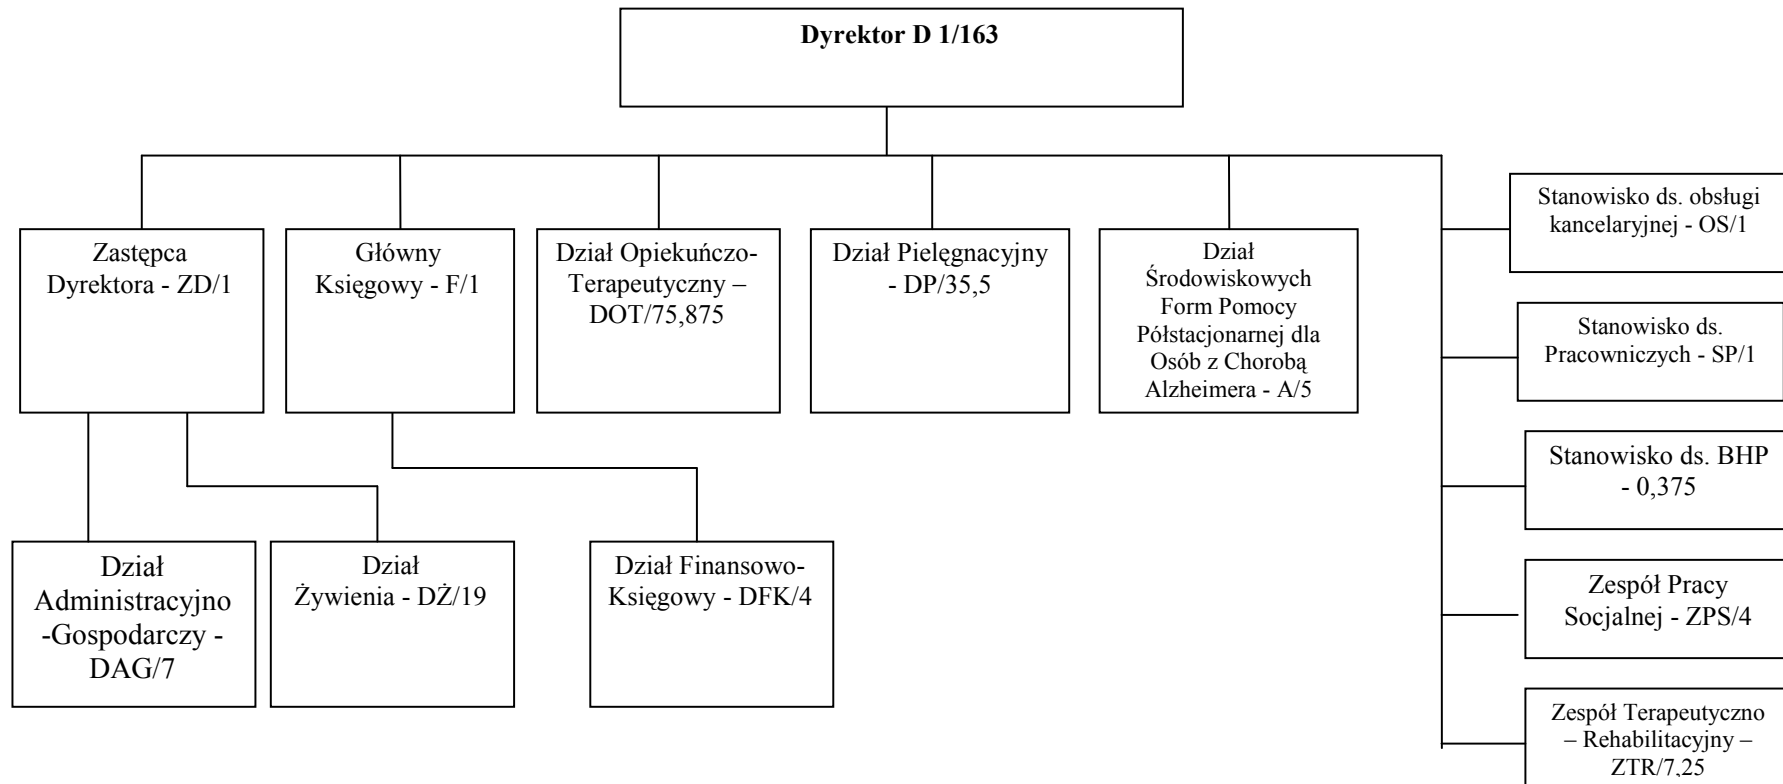 Dyrektor D 1/163
Zastępca
Dyrektora - ZD/1
Główny
Księgowy - F/1
Dział Opiekuńczo-
Terapeutyczny –
DOT/75,875
Dział Pielęgnacyjny
- DP/35,5
Dział
Środowiskowych
Form Pomocy
Półstacjonarnej dla
Osób z Chorobą
Alzheimera - A/5
Stanowisko ds. obsługi
kancelaryjnej - OS/1
Stanowisko ds.
Pracowniczych - SP/1
Stanowisko ds. BHP
- 0,375
Zespół Pracy
Socjalnej - ZPS/4
Zespół Terapeutyczno
– Rehabilitacyjny –
ZTR/7,25
Dział
Administracyjno
-Gospodarczy -
DAG/7
Dział
Żywienia - DŻ/19
Dział Finansowo-
Księgowy - DFK/4